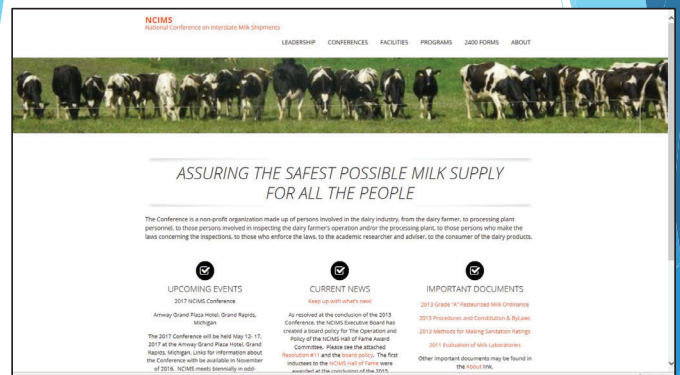 NCIMS
National Conference on Interstate Milk Shipments
LEADERSHIP CONFERENCES FACILITIES PROGRAMS 2400 FORMS ABOUT
ASSURING THE SAFEST POSSIBLE MILK SUPPLY
FOR ALL THE PEOPLE
The Conference is a non-profit organization made up of persons involved in the dairy industry, from the dairy farmer, to processing plant
personnel, to those persons involved in inspecting the dairy farmer's operation and/or the processing plant, to those persons who make the
laws concerning the inspections, to those who enforce the laws, to the academic researcher and adviser, to the consumer of the dairy products.
UPCOMING EVENTS
2017 NCIMS Conference
Amway Grand Plaza Hotel, Grand Rapids,
Michigan
The 2017 Conference will be held May 12- 17,
2017 at the Amway Grand Plaza Hotel, Grand
Rapids, Michigan. Links for information about
the Conference with be available in November
of 2016. NCIMS meets biennially in odd-
CURRENT NEWS
Keep up with what's new!
As resolved at the conclusion of the 2013
Conference, the NCIMS Executive Board has
created a board policy for The Operation and
Policy of the NCIMS Hall of Fame Award
Committee. Please see the attached
Resolution #11 and the board policy. The first
inductees to the NCIMS Hall of Fame were
awarded at the conclusion of the 2015
IMPORTANT DOCUMENTS
2013 Grade "A" Pasteurized Milk Ordinance
2013 Procedures and Constitution & ByLaws
2013 Methods for Making Sanitation Ratings
2011 Evaluation of Milk Laboratories
Other important documents may be found in
the About link.